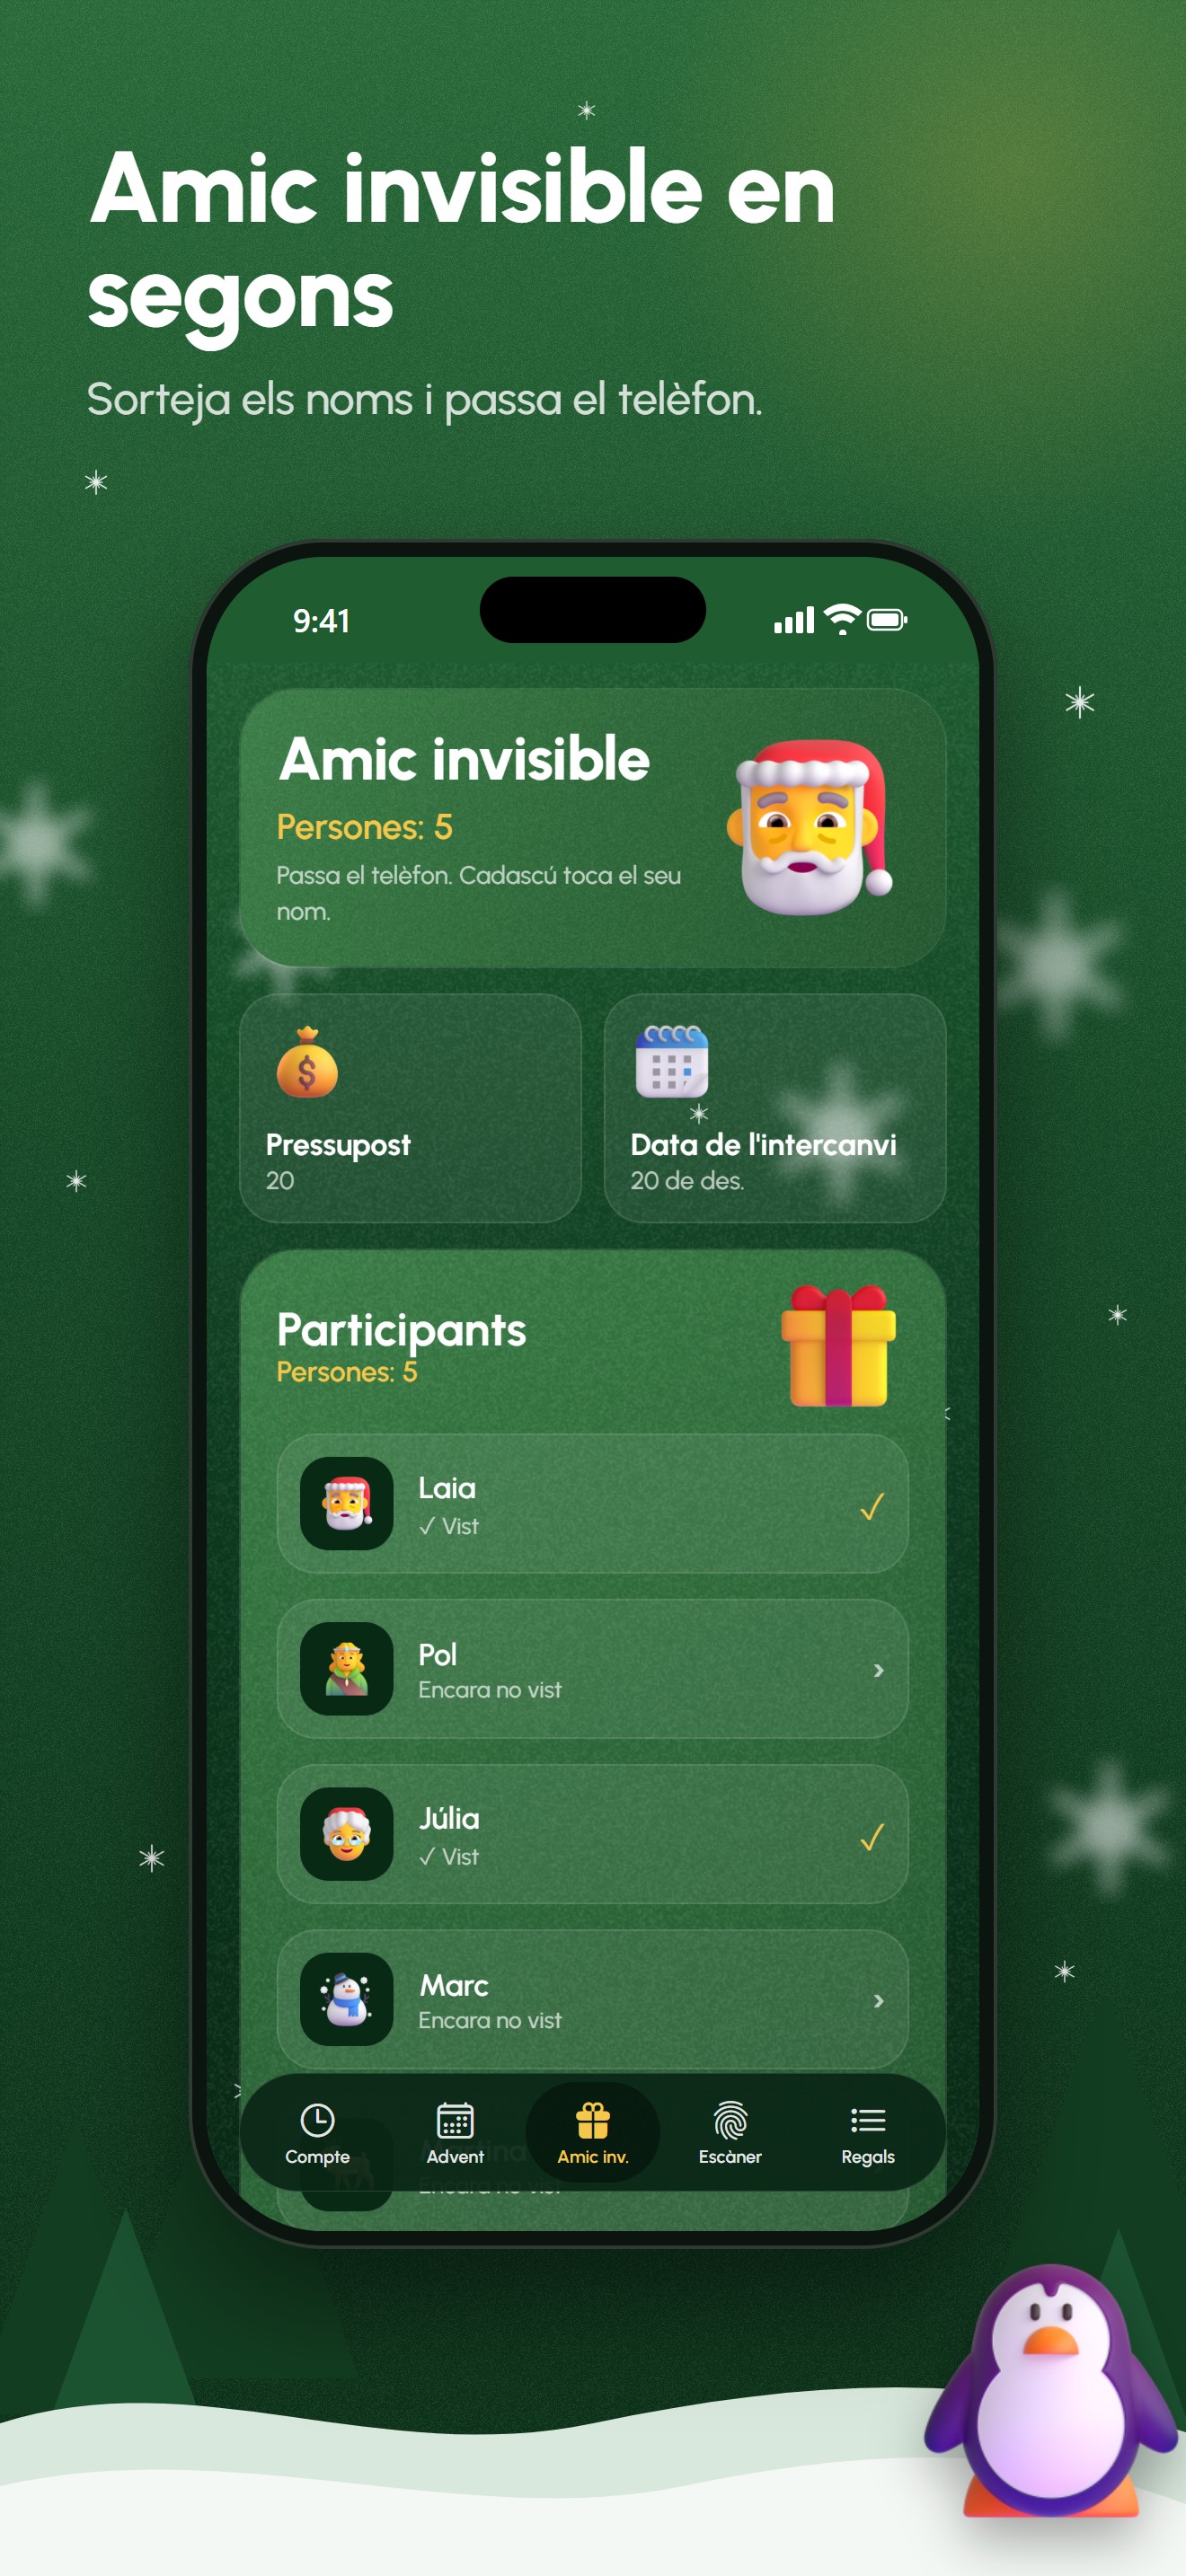 Amic invisible en
segons
Sorteja els noms i passa el telèfon.
9:41
Amic invisible
Persones: 5
Passa el telèfon. Cadascú toca el seu
nom.
Pressupost
20
Data de l'intercanvi
20 de des.
Participants
Persones: 5
Laia
✓ Vist
Pol
Encara no vist
Júlia
✓ Vist
Marc
Encara no vist
Compte
Advent
Amic inv.
Escàner
Regals